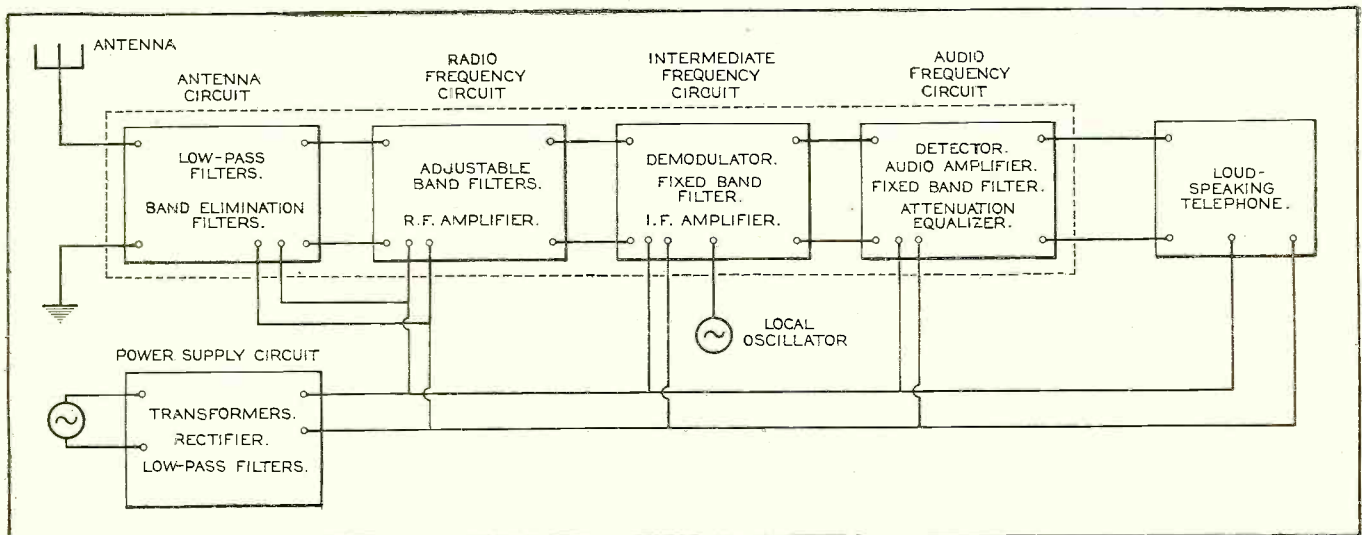 ANTENNA
ANTENNA
CIRCUIT
RADIO
FREQUENCY
CIRCUIT
INTERMEDIATE
FREQUENCY
CIRCUIT
AUDIO
FREQUENCY
CIRCUIT
LOW-PASS
FILTERS.
BAND ELIMINATION
FILTERS.
ADJUSTABLE
BAND FILTERS.
R.F. AMPLIFIER.
DEMODULATOR.
FIXED BAND
FILTER.
I.F. AMPLIFIER.
DETECTOR.
AUDIO AMPLIFIER.
FIXED BAND FILTER.
ATTENUATION
EQUALIZER.
LOUD-
SPEAKING
TELEPHONE.
LOCAL
OSCILLATOR
POWER SUPPLY CIRCUIT
TRANSFORMERS.
RECTIFIER.
LOW-PASS FILTERS.